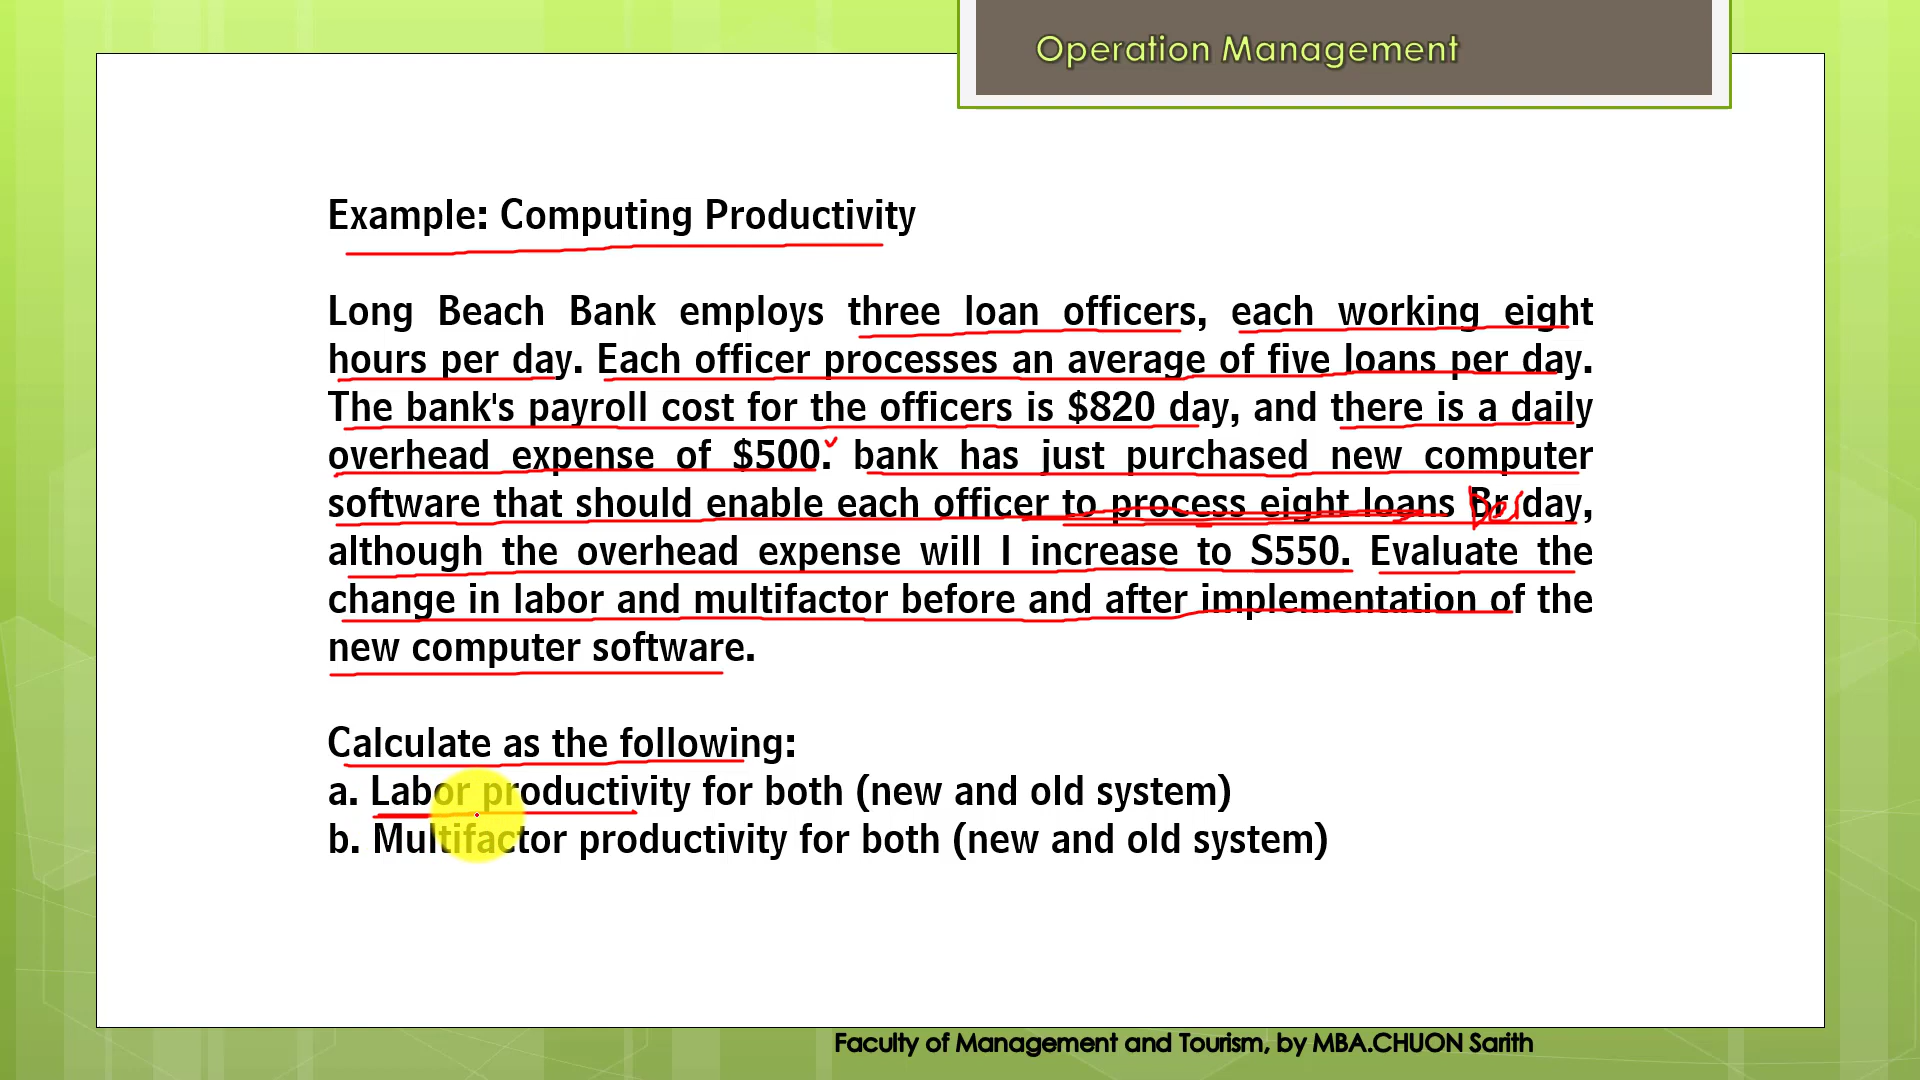 Operation Management
Example: Computing Productivity
Long Beach Bank employs three loan officers, each working eight
hours per day. Each officer processes an average of five loans per day.
The bank's payroll cost for the officers is $820 day, and there is a daily
overhead expense of $500. bank has just purchased new computer
software that should enable each officer to process eight loans Br day,
although the overhead expense will I increase to S550. Evaluate the
change in labor and multifactor before and after implementation of the
new computer software.
Calculate as the following:
a. Labor productivity for both (new and old system)
b. Multifactor productivity for both (new and old system)
Faculty of Management and Tourism, by MBA.CHUON Sarith